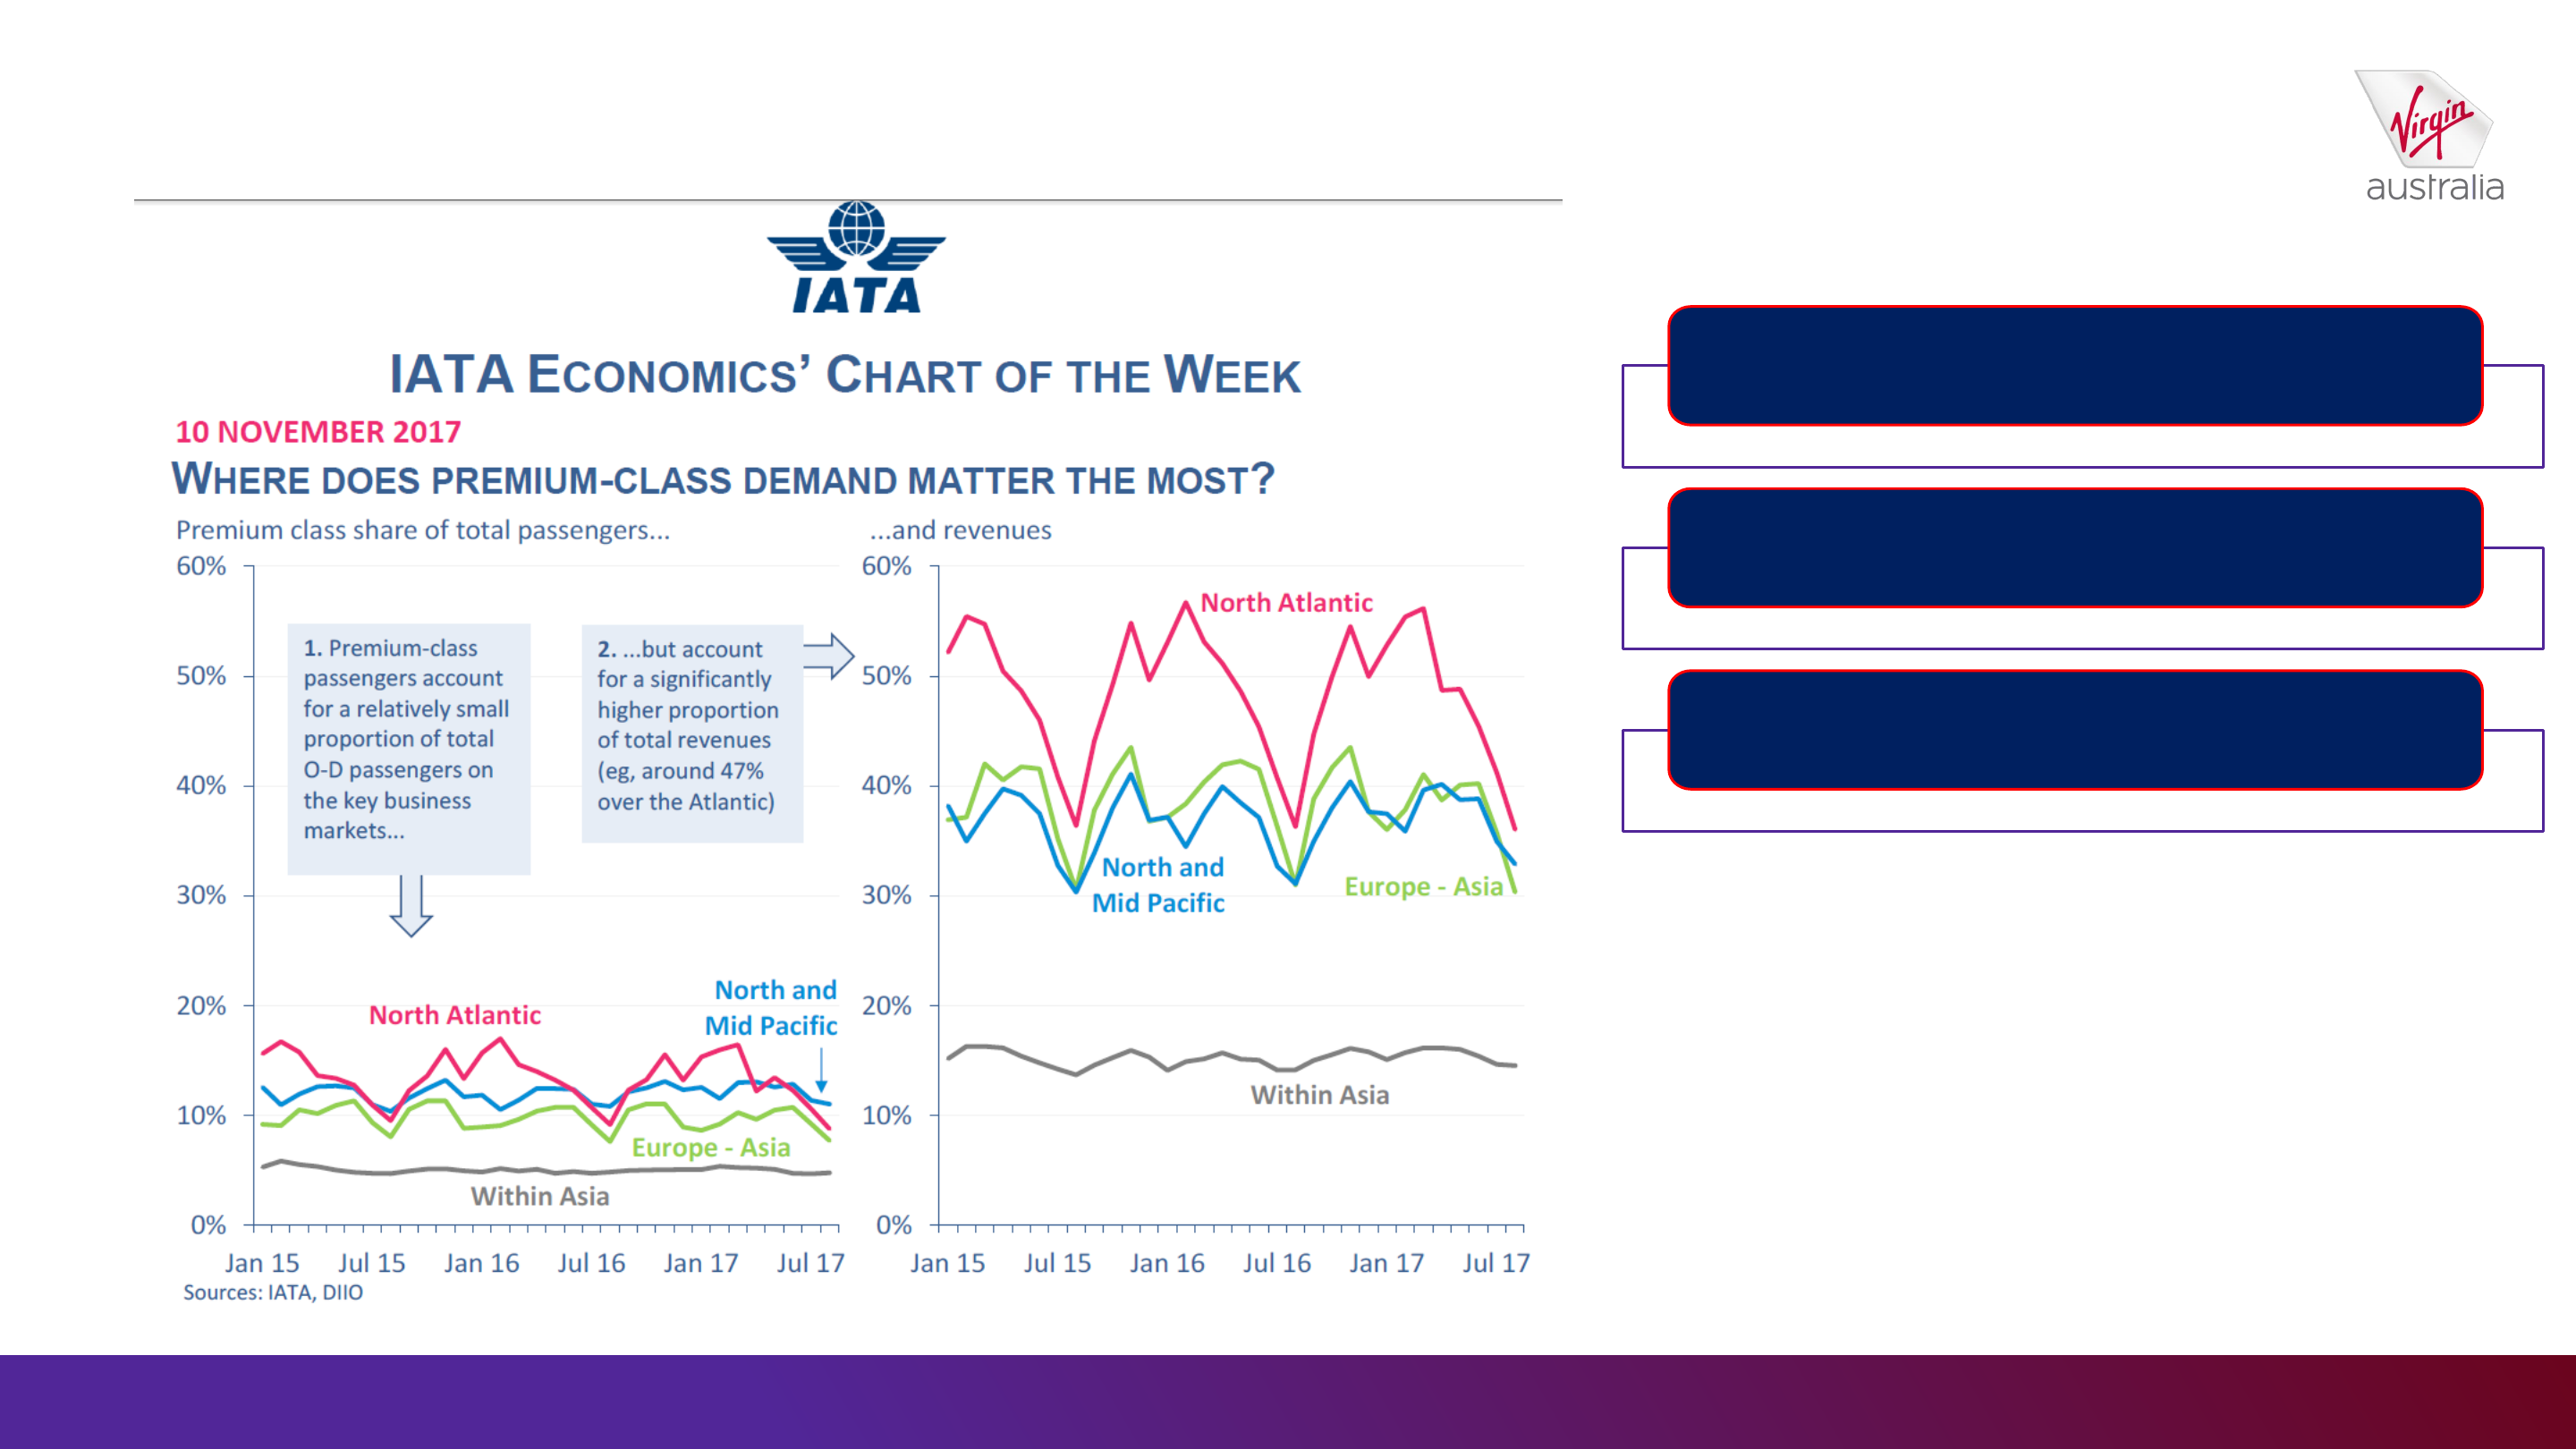 Virgin
australia
IATA
IATA ECONOMICS’ CHART OF THE WEEK
10 NOVEMBER 2017
WHERE DOES PREMIUM-CLASS DEMAND MATTER THE MOST?
Premium class share of total passengers...
60%
50%
40%
30%
20%
10%
0%
1. Premium-class
passengers account
for a relatively small
proportion of total
O-D passengers on
the key business
markets...
2. ...but account
for a significantly
higher proportion
of total revenues
(eg, around 47%
over the Atlantic)
North Atlantic
North and
Mid Pacific
Europe - Asia
Within Asia
Jan 15 Jul 15 Jan 16 Jul 16 Jan 17 Jul 17
...and revenues
60%
50%
40%
30%
20%
10%
0%
North Atlantic
North and
Mid Pacific
Europe - Asia
Within Asia
Jan 15 Jul 15 Jan 16 Jul 16 Jan 17 Jul 17
Sources: IATA, DIIO